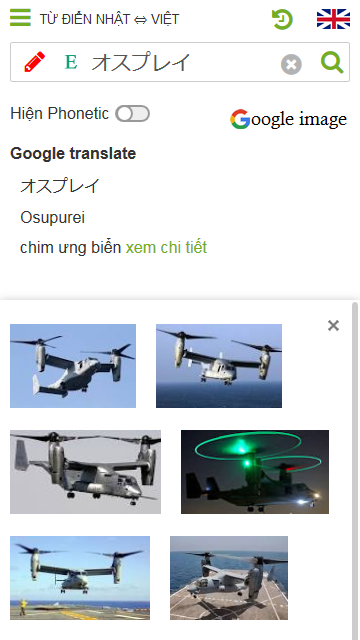 TỪ ĐIỂN NHẬT ⇔ VIỆT
E オスプレイ
Hiện Phonetic
Google image
Google translate
オスプレイ
Osupurei
chim ưng biển xem chi tiết
×